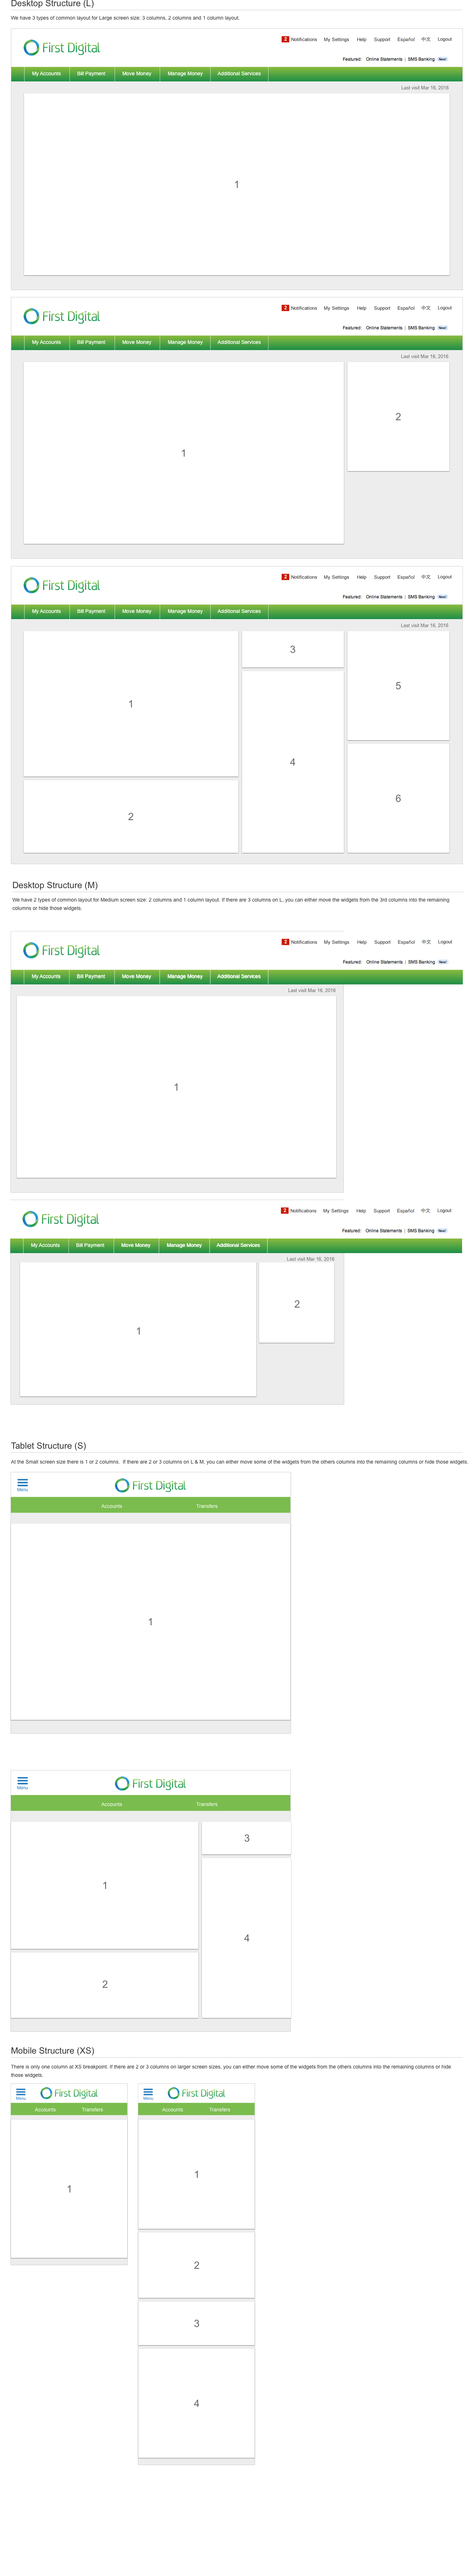 Desktop Structure (L)
We have 3 types of common layout for Large screen size: 3 columns, 2 columns and 1 column layout.
First Digital
2 Notifications My Settings Help Support Español 中文 Logout
Featured: Online Statements | SMS Banking New!
My Accounts Bill Payment Move Money Manage Money Additional Services
Last visit Mar 16, 2016
1
First Digital
2 Notifications My Settings Help Support Español 中文 Logout
Featured: Online Statements | SMS Banking New!
My Accounts Bill Payment Move Money Manage Money Additional Services
Last visit Mar 16, 2016
1
2
First Digital
2 Notifications My Settings Help Support Español 中文 Logout
Featured: Online Statements | SMS Banking New!
My Accounts Bill Payment Move Money Manage Money Additional Services
Last visit Mar 16, 2016
3
5
1
4
6
2
Desktop Structure (M)
We have 2 types of common layout for Medium screen size: 2 columns and 1 column layout. If there are 3 columns on L, you can either move the widgets from the 3rd columns into the remaining
columns or hide those widgets.
First Digital
2 Notifications My Settings Help Support Español 中文 Logout
Featured: Online Statements | SMS Banking New!
My Accounts Bill Payment Move Money Manage Money Additional Services
Last visit Mar 16, 2016
1
First Digital
2 Notifications My Settings Help Support Español 中文 Logout
Featured: Online Statements | SMS Banking New!
My Accounts Bill Payment Move Money Manage Money Additional Services
Last visit Mar 16, 2016
2
1
Tablet Structure (S)
At the Small screen size there is 1 or 2 columns.  If there are 2 or 3 columns on L & M, you can either move some of the widgets from the others columns into the remaining columns or hide those widgets.
Menu First Digital
Accounts Transfers
1
Menu First Digital
Accounts Transfers
3
1
4
2
Mobile Structure (XS)
There is only one column at XS breakpoint. If there are 2 or 3 columns on larger screen sizes, you can either move some of the widgets from the others columns into the remaining columns or hide
those widgets.
Menu First Digital
Accounts Transfers
1
Menu First Digital
Accounts Transfers
1
2
3
4